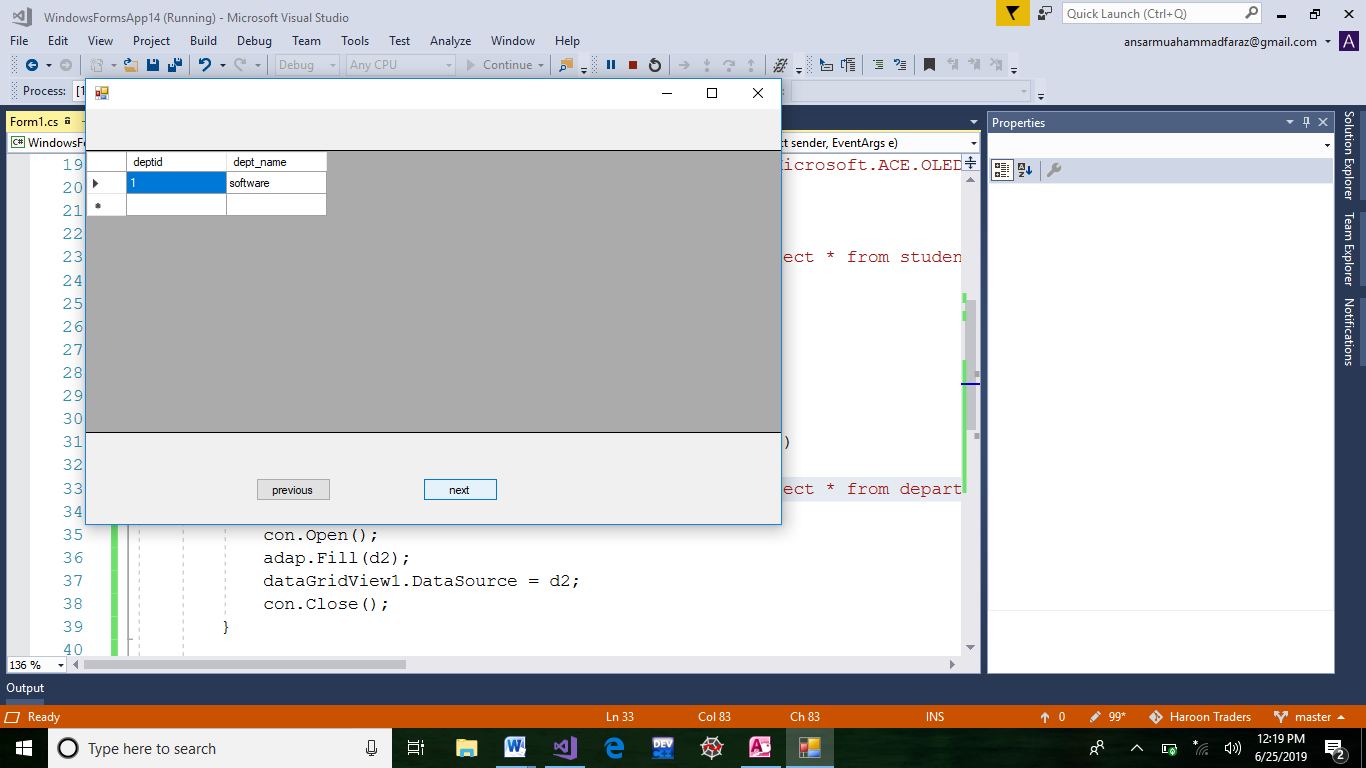 WindowsFormsApp14 (Running) - Microsoft Visual Studio
Quick Launch (Ctrl+Q)
File Edit View Project Build Debug Team Tools Test Analyze Window Help
ansarmuahammadfaraz@gmail.com A
Debug Any CPU Continue
Process: [1
Form1.cs
Properties
C# WindowsF
t sender, EventArgs e)
deptid dept_name
1 software
*
previous next
19 icrosoft.ACE.OLED
20
21
22
23 ect * from studen
24
25
26
27
28
29
30
31 )
32
33 ect * from depart
34
35 con.Open();
36 adap.Fill(d2);
37 dataGridView1.DataSource = d2;
38 con.Close();
39 }
40
136 %
Solution Explorer
Team Explorer
Notifications
Output
Ready Ln 33 Col 83 Ch 83 INS 0 99* Haroon Traders master
Type here to search
DEV
12:19 PM
6/25/2019
2